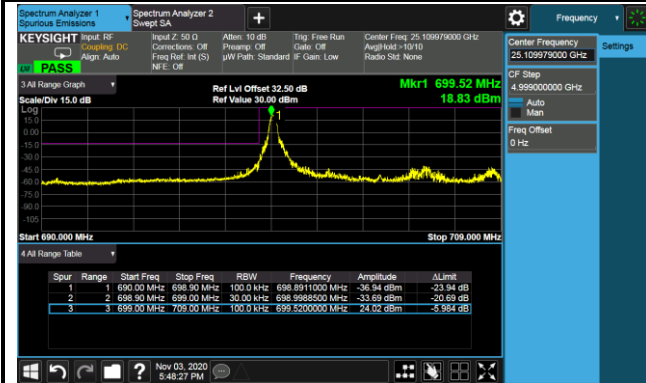 Spectrum Analyzer 1
Spurious Emissions
Spectrum Analyzer 2
Swept SA
Frequency
KEYSIGHT
Input: RF
Coupling: DC
Align: Auto
Input Z: 50 Ω
Corrections: Off
Freq Ref: Int (S)
NFE: Off
Atten: 10 dB
Preamp: Off
µW Path: Standard
Trig: Free Run
Gate: Off
IF Gain: Low
Center Freq: 25.109979000 GHz
Avg|Hold:>10/10
Radio Std: None
PASS
Center Frequency
25.109979000 GHz
Settings
CF Step
4.999000000 GHz
Auto
Man
Freq Offset
0 Hz
3 All Range Graph
Scale/Div 15.0 dB
Ref Lvl Offset 32.50 dB
Ref Value 30.00 dBm
Mkr1 699.52 MHz
18.83 dBm
Log
15.0
0.00
-15.0
-30.0
-45.0
-60.0
-75.0
-90.0
-105
1
Start 690.000 MHz
Stop 709.000 MHz
4 All Range Table
Spur Range Start Freq Stop Freq RBW Frequency Amplitude ΔLimit
1 1 690.00 MHz 698.90 MHz 100.0 kHz 698.8911000 MHz -36.94 dBm -23.94 dB
2 2 698.90 MHz 699.00 MHz 30.00 kHz 698.9988500 MHz -33.69 dBm -20.69 dB
3 3 699.00 MHz 709.00 MHz 100.0 kHz 699.5200000 MHz 24.02 dBm -5.984 dB
Nov 03, 2020
5:48:27 PM